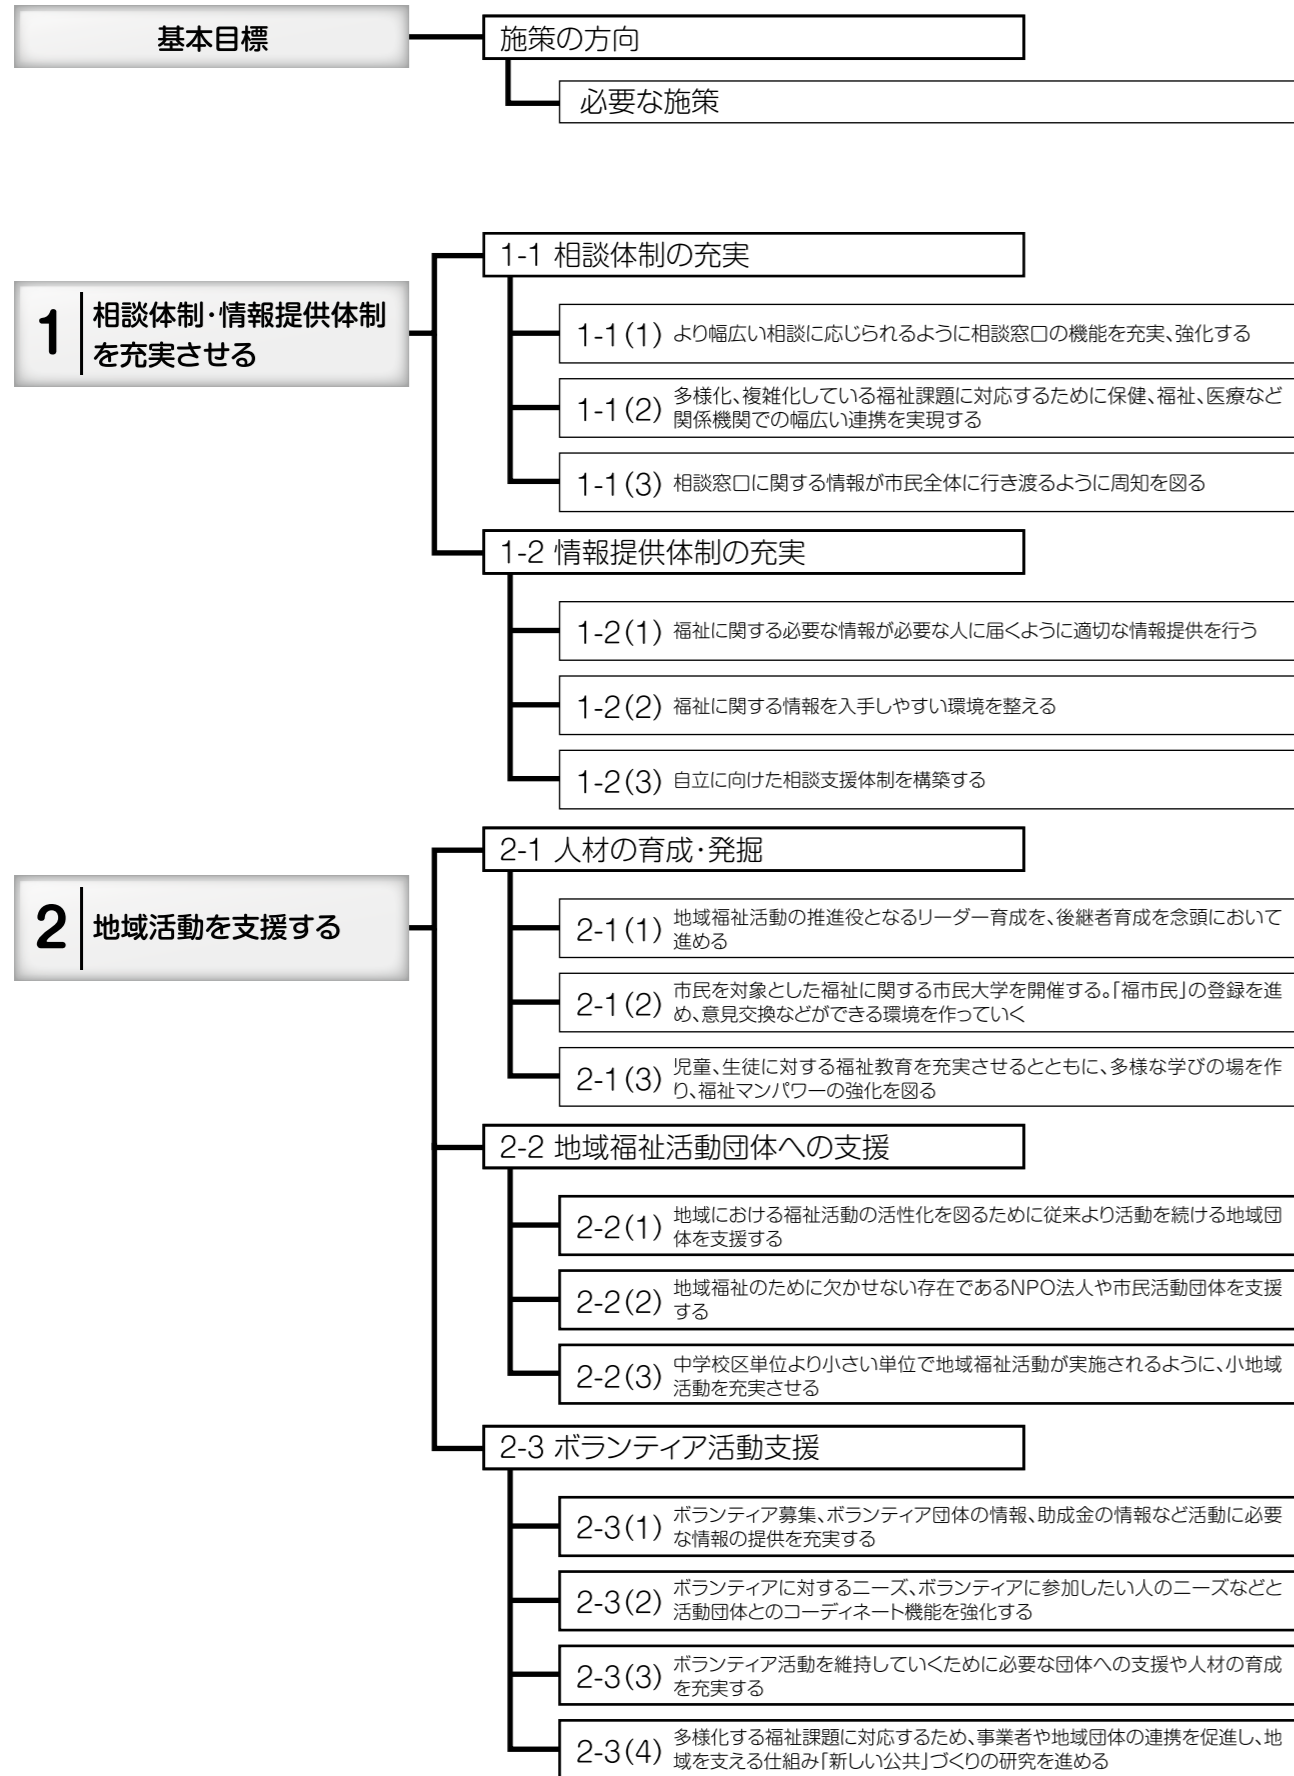 基本目標
施策の方向
必要な施策
1-1 相談体制の充実
1 相談体制・情報提供体制
を充実させる
1-1(1) より幅広い相談に応じられるように相談窓口の機能を充実、強化する
1-1(2) 多様化、複雑化している福祉課題に対応するために保健、福祉、医療など
関係機関での幅広い連携を実現する
1-1(3) 相談窓口に関する情報が市民全体に行き渡るように周知を図る
1-2 情報提供体制の充実
1-2(1) 福祉に関する必要な情報が必要な人に届くように適切な情報提供を行う
1-2(2) 福祉に関する情報を入手しやすい環境を整える
1-2(3) 自立に向けた相談支援体制を構築する
2-1 人材の育成・発掘
2 地域活動を支援する
2-1(1) 地域福祉活動の推進役となるリーダー育成を、後継者育成を念頭において
進める
2-1(2) 市民を対象とした福祉に関する市民大学を開催する。「福市民」の登録を進
め、意見交換などができる環境を作っていく
2-1(3) 児童、生徒に対する福祉教育を充実させるとともに、多様な学びの場を作
り、福祉マンパワーの強化を図る
2-2 地域福祉活動団体への支援
2-2(1) 地域における福祉活動の活性化を図るために従来より活動を続ける地域団
体を支援する
2-2(2) 地域福祉のために欠かせない存在であるNPO法人や市民活動団体を支援
する
2-2(3) 中学校区単位より小さい単位で地域福祉活動が実施されるように、小地域
活動を充実させる
2-3 ボランティア活動支援
2-3(1) ボランティア募集、ボランティア団体の情報、助成金の情報など活動に必要
な情報の提供を充実する
2-3(2) ボランティアに対するニーズ、ボランティアに参加したい人のニーズなどと
活動団体とのコーディネート機能を強化する
2-3(3) ボランティア活動を維持していくために必要な団体への支援や人材の育成
を充実する
2-3(4) 多様化する福祉課題に対応するため、事業者や地域団体の連携を促進し、地
域を支える仕組み「新しい公共」づくりの研究を進める